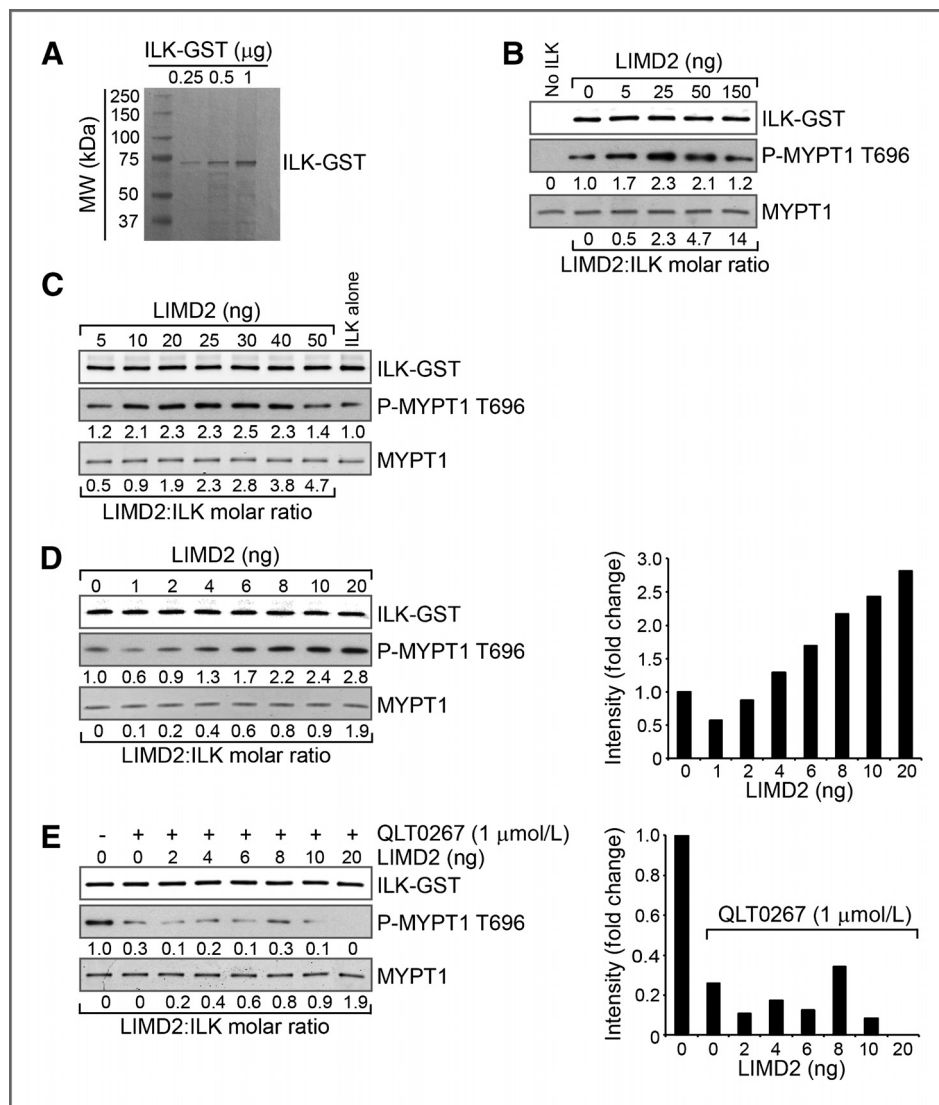 A
ILK-GST (μg)
0.25 0.5 1
MW (kDa)
250
150
100
75
50
37
ILK-GST
B
No ILK
LIMD2 (ng)
0 5 25 50 150
ILK-GST
P-MYPT1 T696
0 1.0 1.7 2.3 2.1 1.2
MYPT1
0 0.5 2.3 4.7 14
LIMD2:ILK molar ratio
C
LIMD2 (ng)
ILK alone
5 10 20 25 30 40 50
ILK-GST
P-MYPT1 T696
1.2 2.1 2.3 2.3 2.5 2.3 1.4 1.0
MYPT1
0.5 0.9 1.9 2.3 2.8 3.8 4.7
LIMD2:ILK molar ratio
D
LIMD2 (ng)
0 1 2 4 6 8 10 20
ILK-GST
P-MYPT1 T696
1.0 0.6 0.9 1.3 1.7 2.2 2.4 2.8
MYPT1
0 0.1 0.2 0.4 0.6 0.8 0.9 1.9
LIMD2:ILK molar ratio
Intensity (fold change)
3.0
2.5
2.0
1.5
1.0
0.5
0
0 1 2 4 6 8 10 20
LIMD2 (ng)
E
- + + + + + + + QLT0267 (1 μmol/L)
0 0 2 4 6 8 10 20 LIMD2 (ng)
ILK-GST
P-MYPT1 T696
1.0 0.3 0.1 0.2 0.1 0.3 0.1 0
MYPT1
0 0 0.2 0.4 0.6 0.8 0.9 1.9
LIMD2:ILK molar ratio
Intensity (fold change)
1.0
0.8
0.6
0.4
0.2
0
QLT0267 (1 μmol/L)
0 0 2 4 6 8 10 20
LIMD2 (ng)